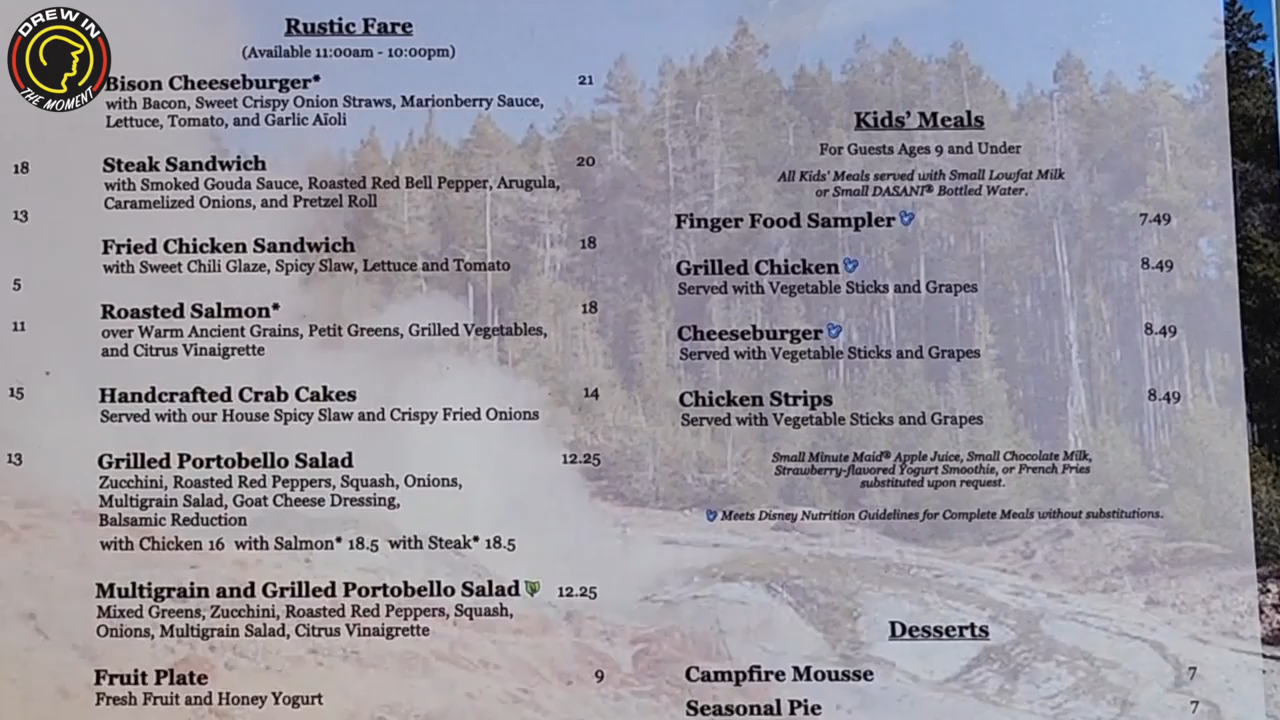 DREW IN
THE MOMENT
Rustic Fare
(Available 11:00am - 10:00pm)
Bison Cheeseburger* 21
with Bacon, Sweet Crispy Onion Straws, Marionberry Sauce,
Lettuce, Tomato, and Garlic Aïoli
18
Steak Sandwich 20
with Smoked Gouda Sauce, Roasted Red Bell Pepper, Arugula,
Caramelized Onions, and Pretzel Roll
13
Fried Chicken Sandwich 18
with Sweet Chili Glaze, Spicy Slaw, Lettuce and Tomato
5
Roasted Salmon* 18
11
over Warm Ancient Grains, Petit Greens, Grilled Vegetables,
and Citrus Vinaigrette
15
Handcrafted Crab Cakes 14
Served with our House Spicy Slaw and Crispy Fried Onions
13
Grilled Portobello Salad 12.25
Zucchini, Roasted Red Peppers, Squash, Onions,
Multigrain Salad, Goat Cheese Dressing,
Balsamic Reduction
with Chicken 16 with Salmon* 18.5 with Steak* 18.5
Multigrain and Grilled Portobello Salad 12.25
Mixed Greens, Zucchini, Roasted Red Peppers, Squash,
Onions, Multigrain Salad, Citrus Vinaigrette
Fruit Plate 9
Fresh Fruit and Honey Yogurt
Kids' Meals
For Guests Ages 9 and Under
All Kids' Meals served with Small Lowfat Milk
or Small DASANI® Bottled Water.
Finger Food Sampler 7.49
Grilled Chicken 8.49
Served with Vegetable Sticks and Grapes
Cheeseburger 8.49
Served with Vegetable Sticks and Grapes
Chicken Strips 8.49
Served with Vegetable Sticks and Grapes
Small Minute Maid® Apple Juice, Small Chocolate Milk,
Strawberry-flavored Yogurt Smoothie, or French Fries
substituted upon request.
Meets Disney Nutrition Guidelines for Complete Meals without substitutions.
Desserts
Campfire Mousse 7
Seasonal Pie 7